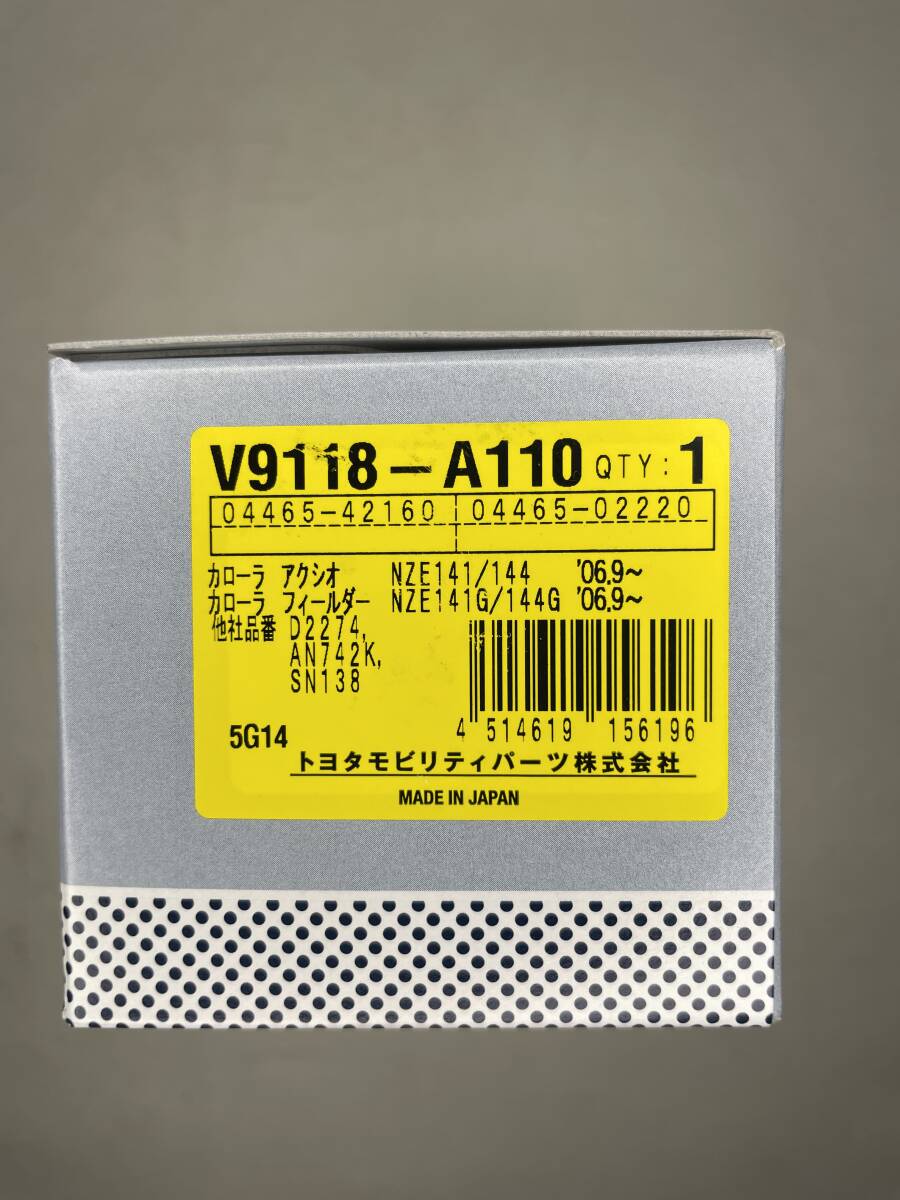 V9118-A110 QTY: 1
04465-42160 04465-02220
カローラ アクシオ NZE141/144 '06.9~
カローラ フィールダー NZE141G/144G '06.9~
他社品番 D2274,
AN742K,
SN138
4 514619 156196
5G14
トヨタモビリティパーツ株式会社
MADE IN JAPAN